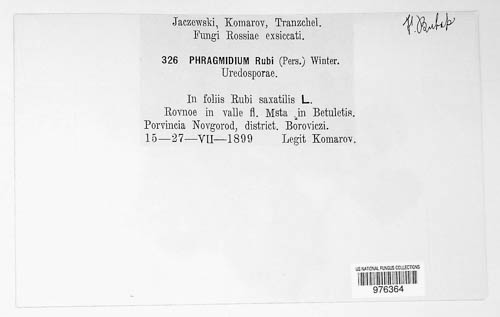 Jaczewski, Komarov, Tranzchel.
Fungi Rossiae exsiccati.
326 PHRAGMIDIUM Rubi (Pers.) Winter.
Uredosporae.
In foliis Rubi saxatilis L.
Rovnoe in valle fl. Msta in Betuletis.
Porvincia Novgorod, district. Boroviczi.
15—27—VII—1899 Legit Komarov.
US NATIONAL FUNGUS COLLECTIONS
976364